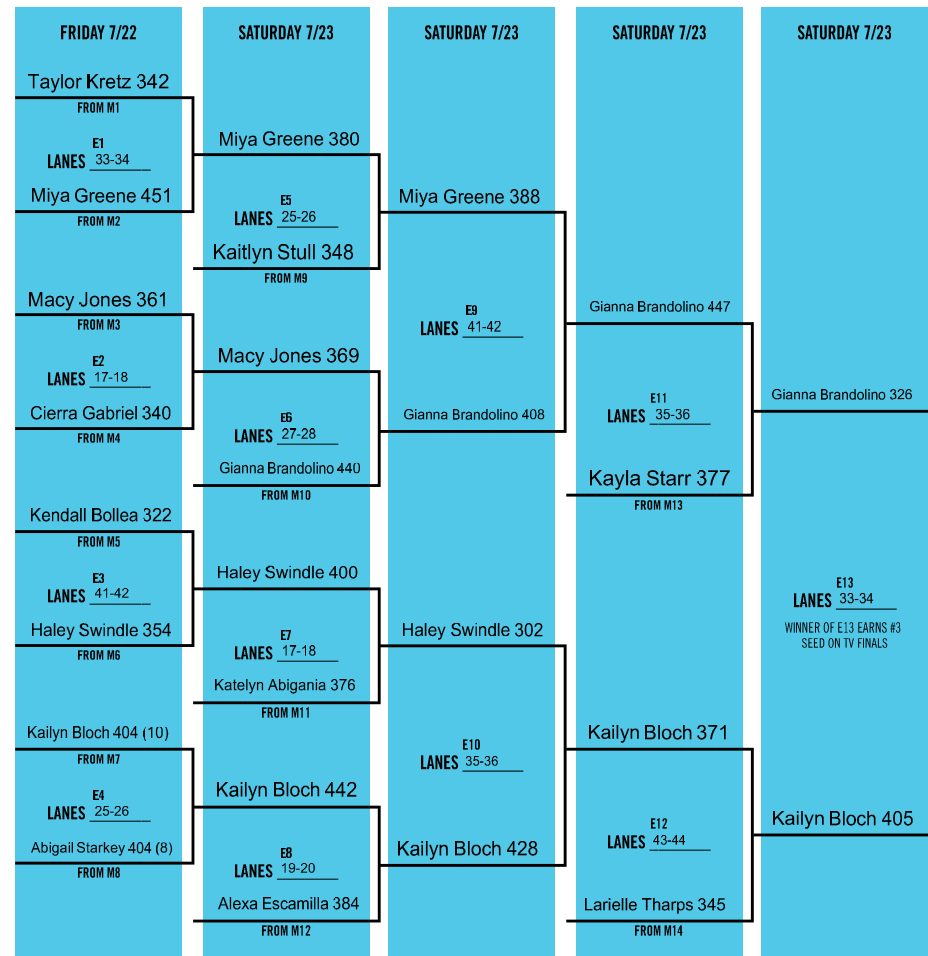 FRIDAY 7/22
Taylor Kretz 342
FROM M1
E1
LANES 33-34
Miya Greene 451
FROM M2
Macy Jones 361
FROM M3
E2
LANES 17-18
Cierra Gabriel 340
FROM M4
Kendall Bollea 322
FROM M5
E3
LANES 41-42
Haley Swindle 354
FROM M6
Kailyn Bloch 404 (10)
FROM M7
E4
LANES 25-26
Abigail Starkey 404 (8)
FROM M8
SATURDAY 7/23
Miya Greene 380
E5
LANES 25-26
Kaitlyn Stull 348
FROM M9
Macy Jones 369
E6
LANES 27-28
Gianna Brandolino 440
FROM M10
Haley Swindle 400
E7
LANES 17-18
Katelyn Abigania 376
FROM M11
Kailyn Bloch 442
E8
LANES 19-20
Alexa Escamilla 384
FROM M12
SATURDAY 7/23
Miya Greene 388
E9
LANES 41-42
Gianna Brandolino 408
Haley Swindle 302
E10
LANES 35-36
Kailyn Bloch 428
SATURDAY 7/23
Gianna Brandolino 447
E11
LANES 35-36
Kayla Starr 377
FROM M13
Kailyn Bloch 371
E12
LANES 43-44
Larielle Tharps 345
FROM M14
SATURDAY 7/23
Gianna Brandolino 326
E13
LANES 33-34
WINNER OF E13 EARNS #3
SEED ON TV FINALS
Kailyn Bloch 405